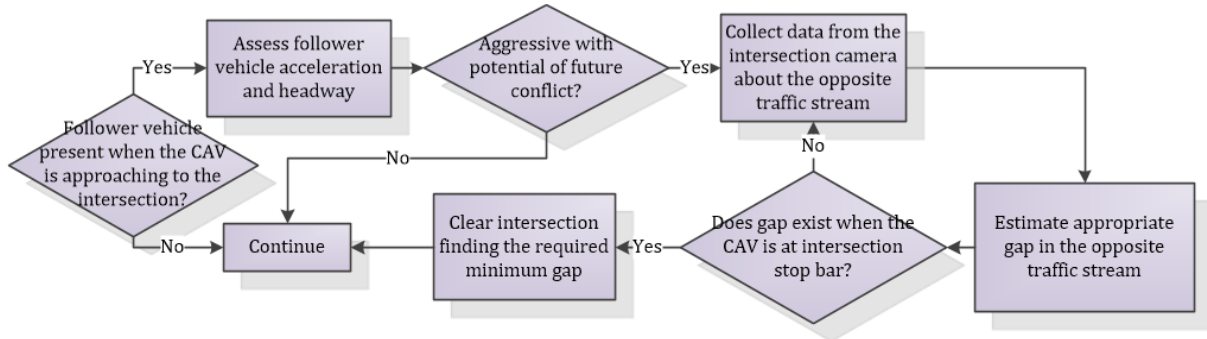 Follower vehicle
present when the CAV
is approaching to the
intersection?
Yes
No
Assess follower
vehicle acceleration
and headway
Aggressive with
potential of future
conflict?
Yes
No
Collect data from the
intersection camera
about the opposite
traffic stream
Estimate appropriate
gap in the opposite
traffic stream
Does gap exist when the
CAV is at intersection
stop bar?
No
Yes
Clear intersection
finding the required
minimum gap
Continue